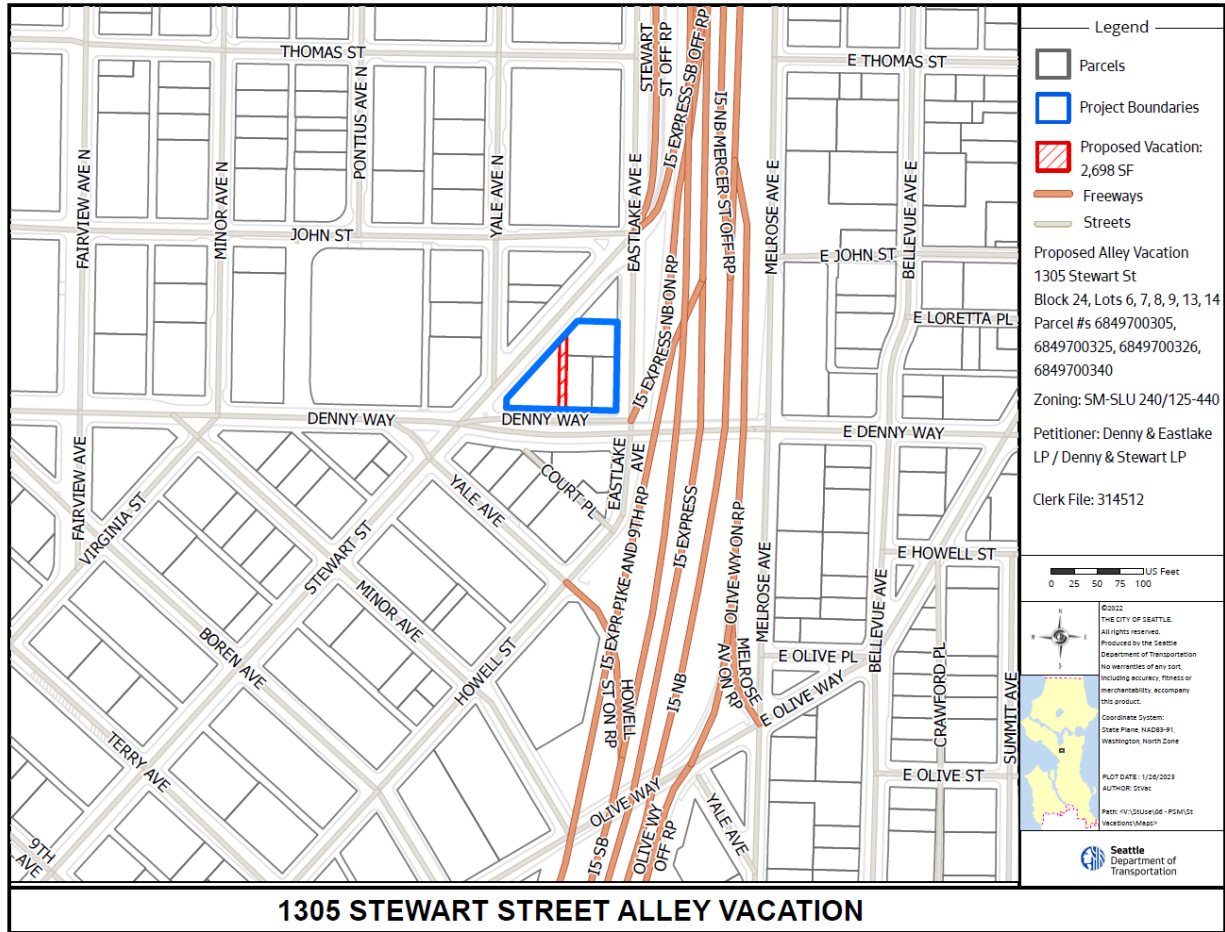 THOMAS ST
E THOMAS ST
STEWART
ST OFF RP
I5 EXPRESS SB OFF RP
I5 NB MERCER ST OFF RP
FAIRVIEW AVE N
MINOR AVE N
PONTIUS AVE N
YALE AVE N
EASTLAKE AVE E
MELROSE AVE E
BELLEVUE AVE E
JOHN ST
E JOHN ST
E LORETTA PL
I5 EXPRESS NB ON RP
DENNY WAY
DENNY WAY
E DENNY WAY
FAIRVIEW AVE
VIRGINIA ST
STEWART ST
YALE AVE
COURT PL
EASTLAKE
AVE
I5 EXPR PIKE AND 9TH RP
I5 EXPRESS
OLIVE WY ON RP
MELROSE AVE
BELLEVUE AVE
E HOWELL ST
MINOR AVE
BOREN AVE
HOWELL ST
HOWELL
ST ON RP
I5 NB
MELROSE
AV ON RP
E OLIVE PL
E OLIVE WAY
CRAWFORD PL
SUMMIT AVE
TERRY AVE
E OLIVE ST
OLIVE WAY
I5 SB
OLIVE WY
OFF RP
YALE AVE
9TH
AVE
Legend
Parcels
Project Boundaries
Proposed Vacation:
2,698 SF
Freeways
Streets
Proposed Alley Vacation
1305 Stewart St
Block 24, Lots 6, 7, 8, 9, 13, 14
Parcel #s 6849700305,
6849700325, 6849700326,
6849700340
Zoning: SM-SLU 240/125-440
Petitioner: Denny & Eastlake
LP / Denny & Stewart LP
Clerk File: 314512
US Feet
0 25 50 75 100
N
W E
S
©2022
THE CITY OF SEATTLE.
All rights reserved.
Produced by the Seattle
Department of Transportation
No warranties of any sort,
including accuracy, fitness or
merchantability, accompany
this product.
Coordinate System:
State Plane, NAD83-91,
Washington, North Zone
PLOT DATE : 1/26/2023
AUTHOR: StVac
Path: <V:\StUse\06 - PSM\St
Vacations\Maps>
Seattle
Department of
Transportation
1305 STEWART STREET ALLEY VACATION